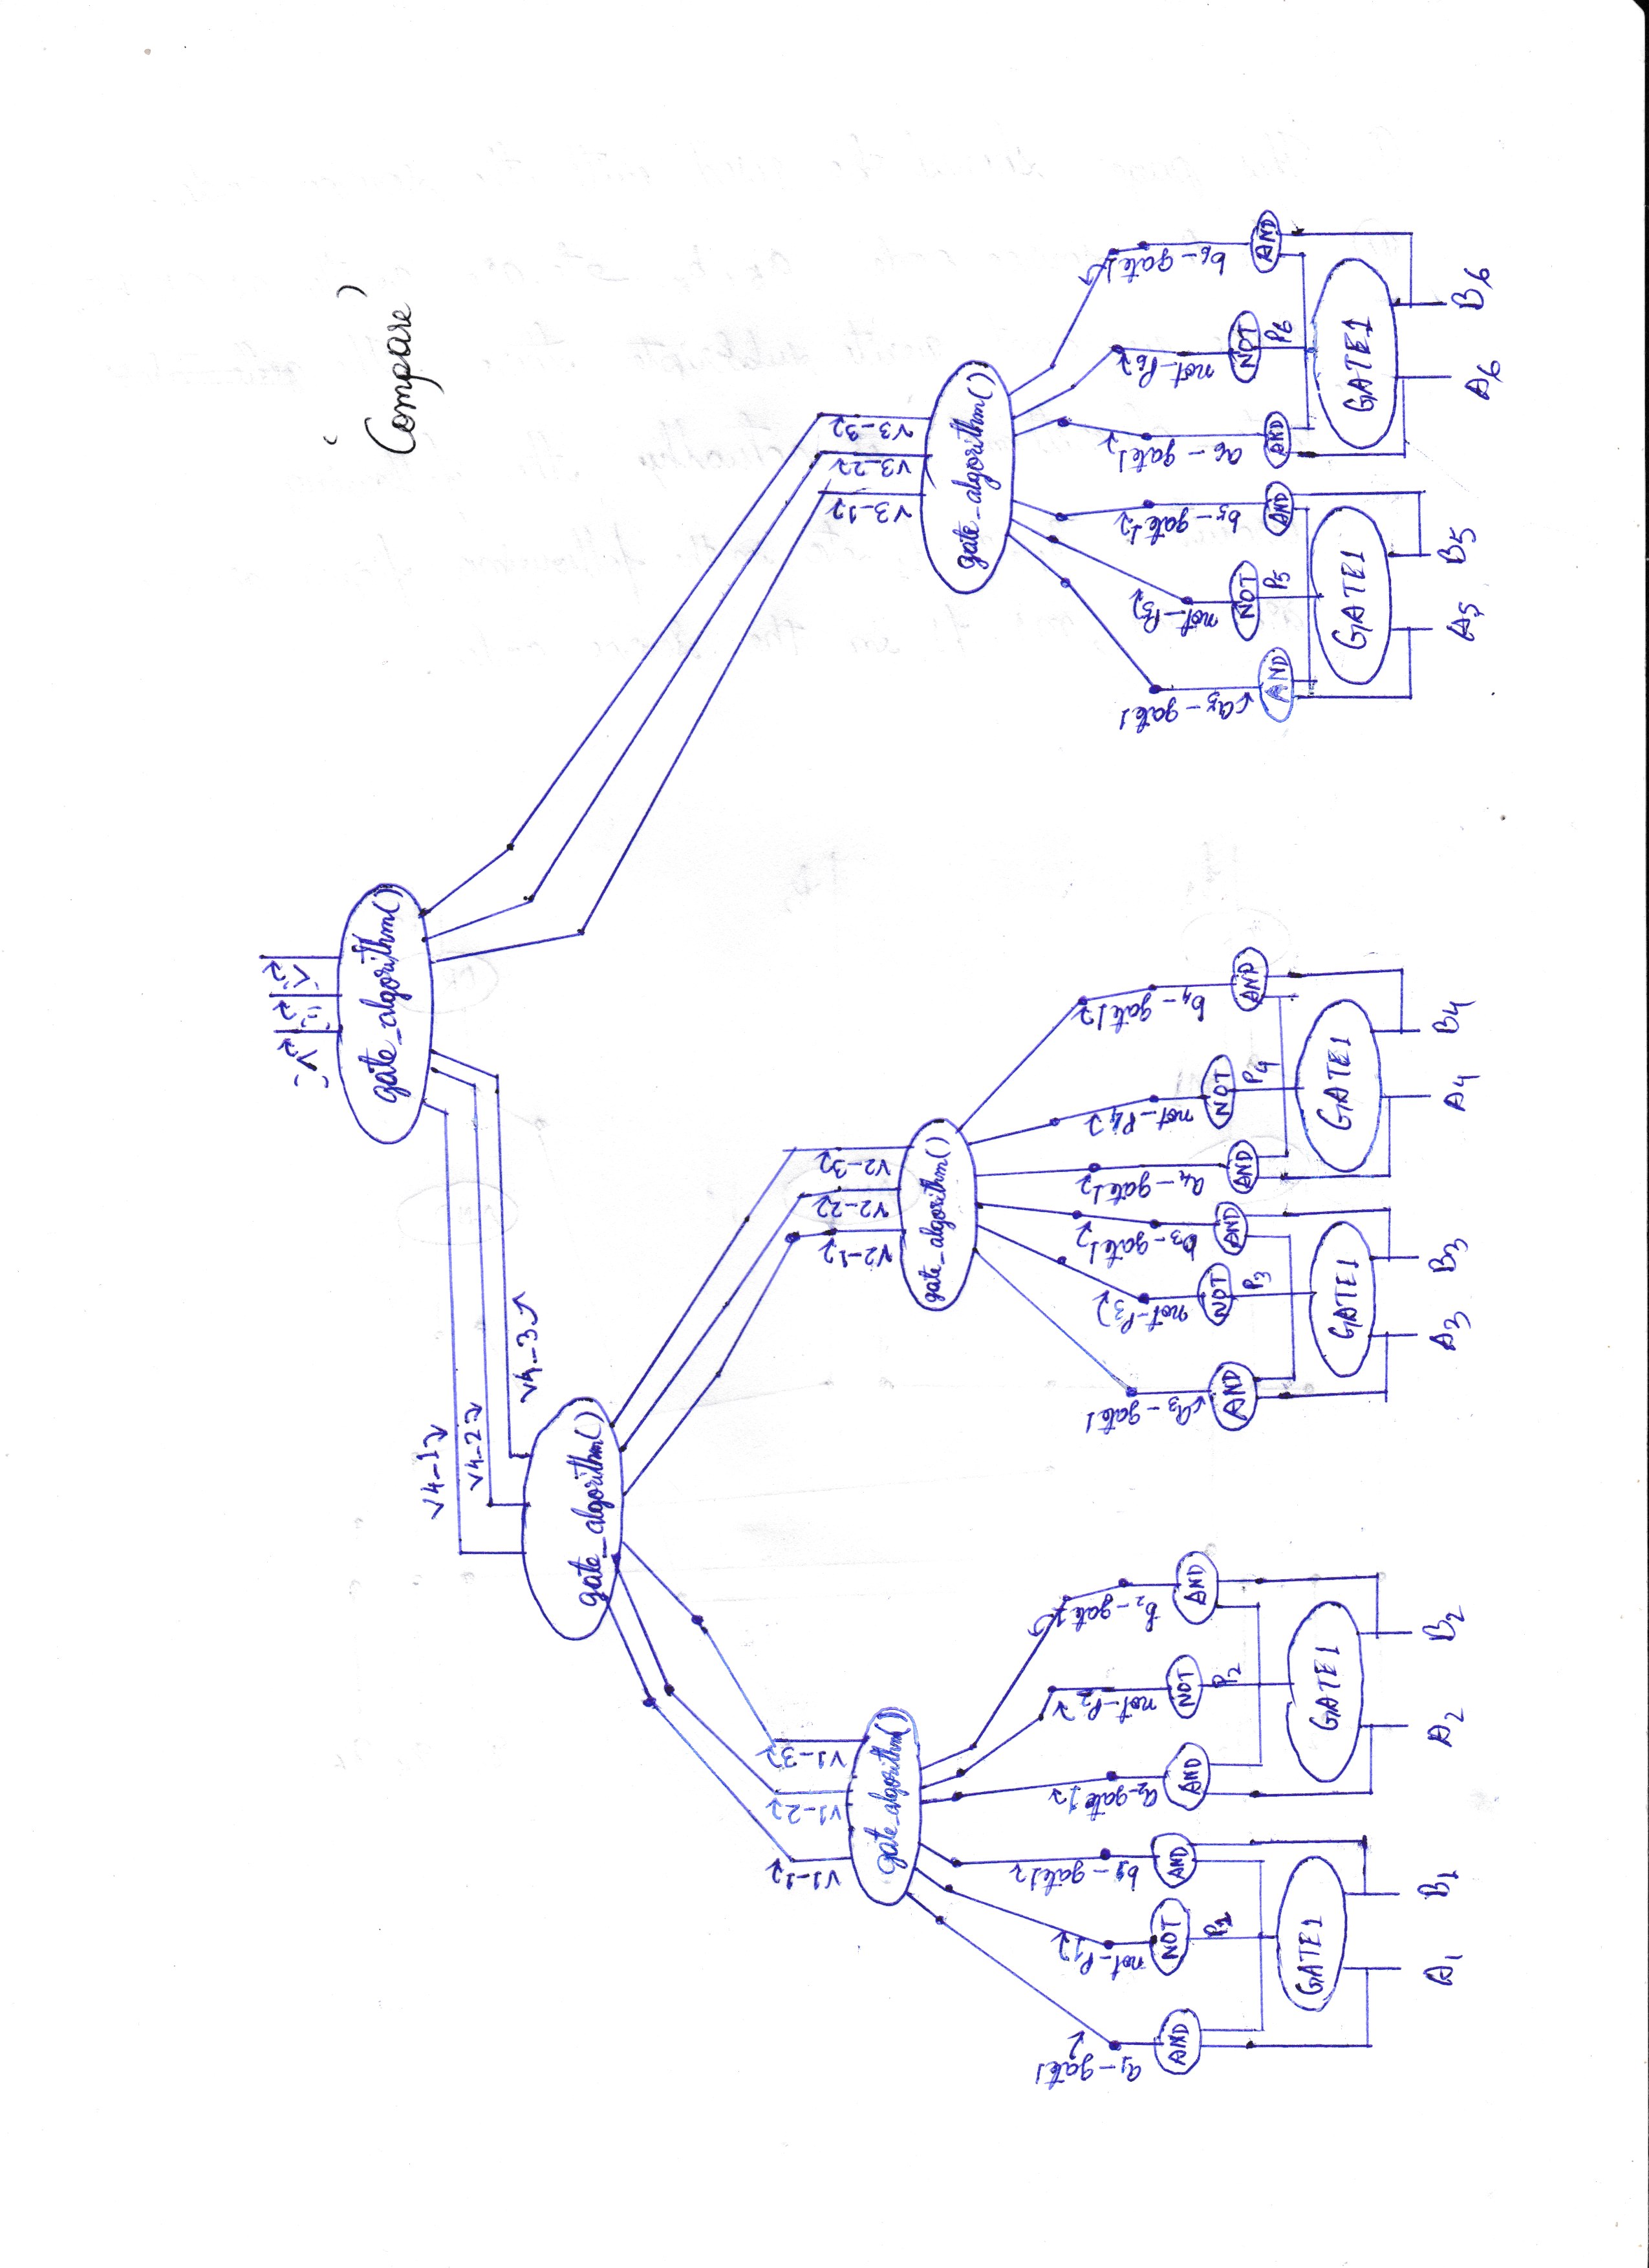 (Compare)
'>'
'='
'<'
gate_algorithm()
v4-1
v4-2
v4-3
gate_algorithm()
v1-1
v1-2
v1-3
v2-1
v2-2
v2-3
v3-1
v3-2
v3-3
gate_algorithm()
gate_algorithm()
gate_algorithm()
a1-gate1
not-P1
b1-gate1
a2-gate1
not-P2
b2-gate1
a3-gate1
not-P3
b3-gate1
a4-gate1
not-P4
b4-gate1
a5-gate1
not-P5
b5-gate1
a6-gate1
not-P6
b6-gate1
AND NOT AND AND NOT AND AND NOT AND AND NOT AND AND NOT AND AND NOT AND
P1 P2 P3 P4 P5 P6
GATE1 GATE1 GATE1 GATE1 GATE1 GATE1
A1 B1 A2 B2 A3 B3 A4 B4 A5 B5 A6 B6